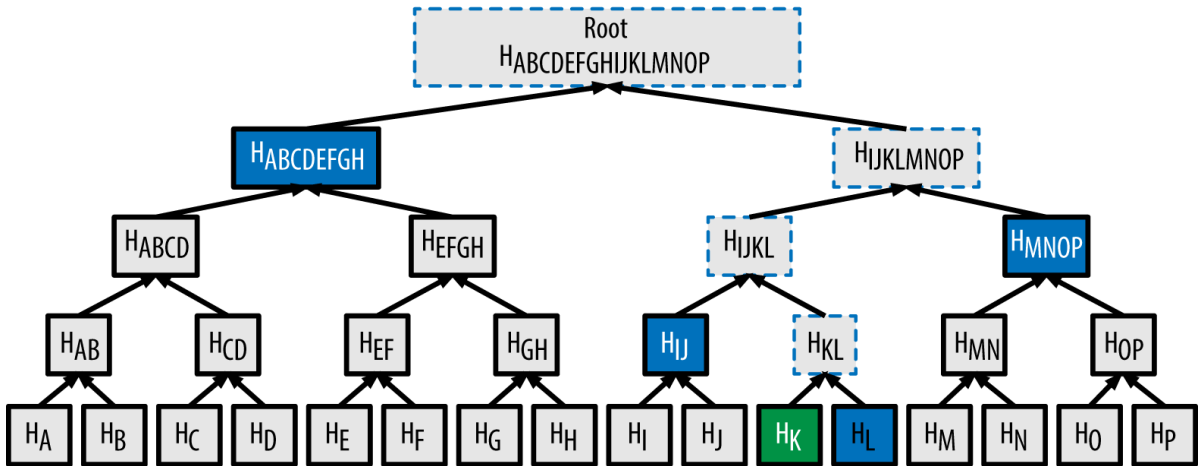 Root
HABCDEFGHIJKLMNOP
HABCDEFGH
HIJKLMNOP
HABCD
HEFGH
HIJKL
HMNOP
HAB
HCD
HEF
HGH
HIJ
HKL
HMN
HOP
HA
HB
HC
HD
HE
HF
HG
HH
HI
HJ
HK
HL
HM
HN
HO
HP